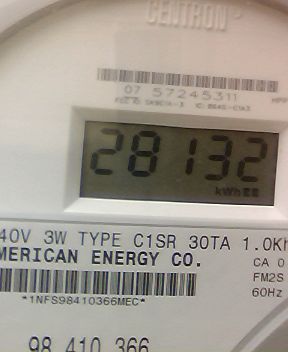 CENTRON®
07 57245311
28132
kWh
40V 3W TYPE C1SR 30TA 1.0Kh
MERICAN ENERGY CO.
CA 0
FM2S
60Hz
*1NFS98410366MEC*
98 410 366